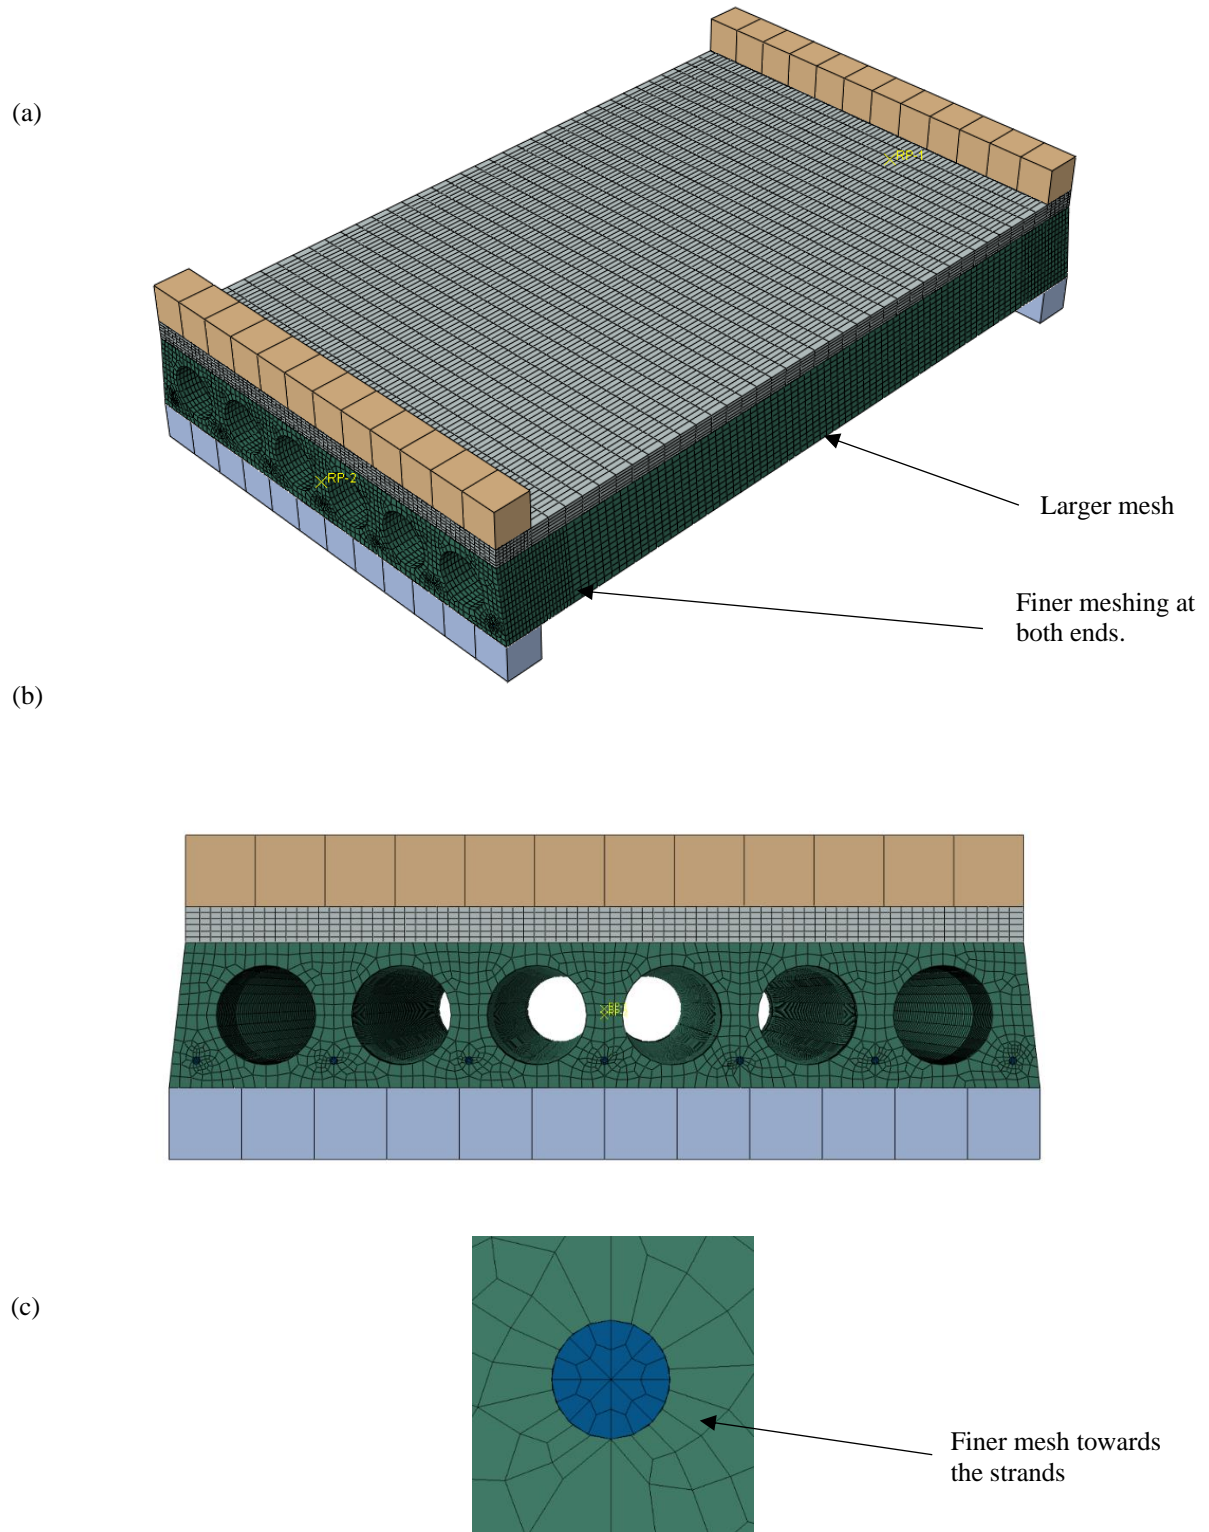 (a)
RP-1
RP-2
Larger mesh
Finer meshing at
both ends.
(b)
(c)
Finer mesh towards
the strands